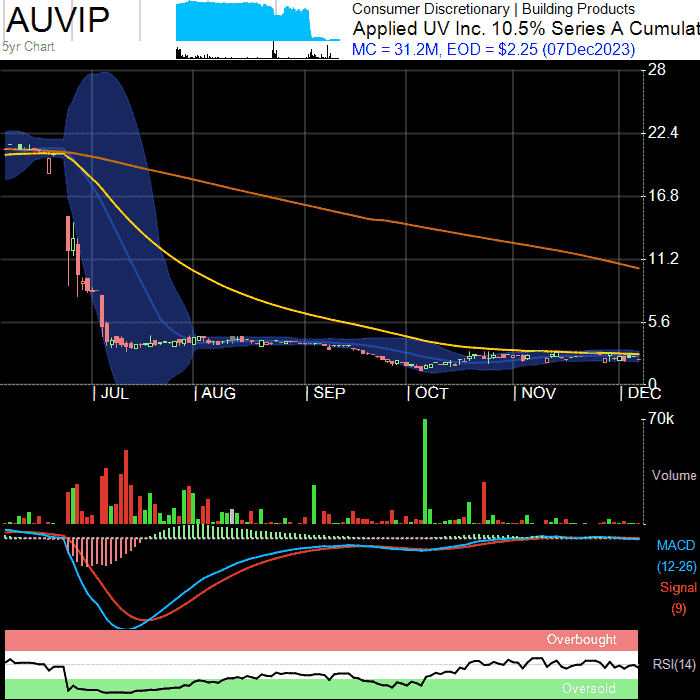 AUVIP
5yr Chart
Consumer Discretionary | Building Products
Applied UV Inc. 10.5% Series A Cumulat
MC = 31.2M, EOD = $2.25 (07Dec2023)
28
22.4
16.8
11.2
5.6
0
| JUL | AUG | SEP | OCT | NOV | DEC
70k
Volume
MACD
(12-26)
Signal
(9)
Overbought
RSI(14)
Oversold